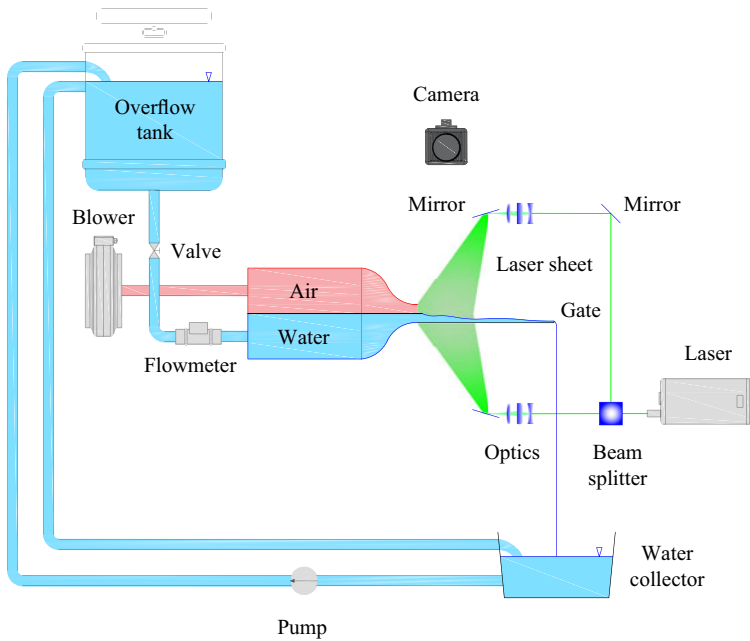 Overflow
tank
Camera
Blower
Mirror
Mirror
Valve
Laser sheet
Air
Gate
Water
Flowmeter
Laser
Optics
Beam
splitter
Water
collector
Pump